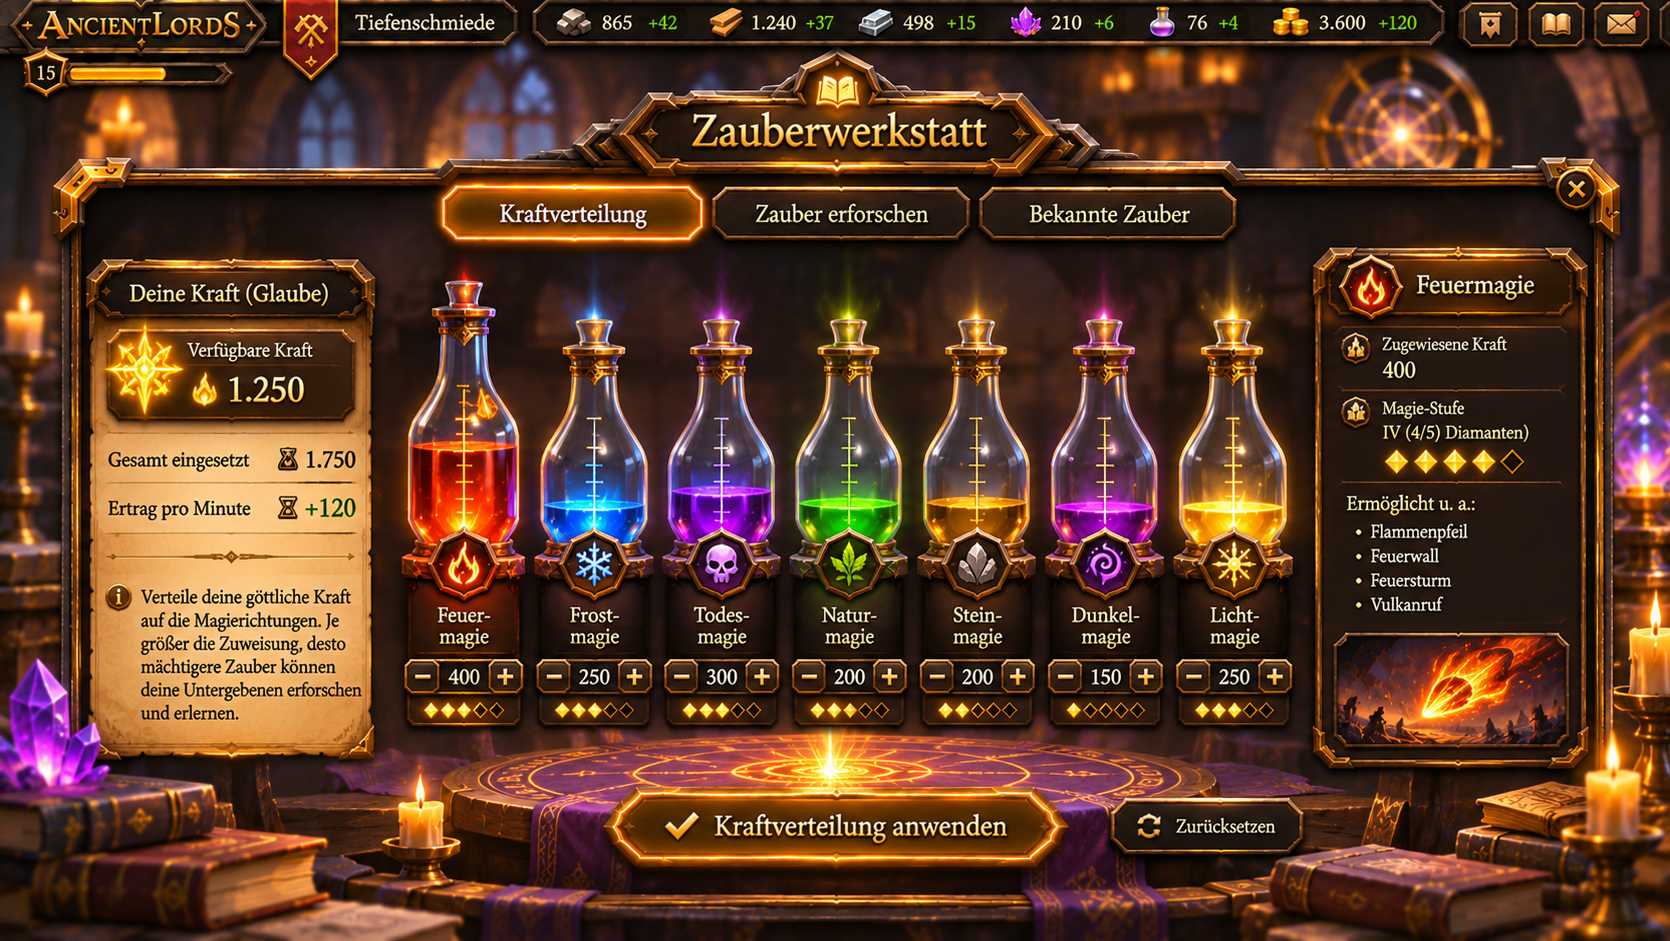 ANCIENTLORDS
Tiefenschmiede
865 +42
1.240 +37
498 +15
210 +6
76 +4
3.600 +120
15
Zauberwerkstatt
Kraftverteilung
Zauber erforschen
Bekannte Zauber
Deine Kraft (Glaube)
Verfügbare Kraft
1.250
Gesamt eingesetzt 1.750
Ertrag pro Minute +120
Verteile deine göttliche Kraft
auf die Magierichtungen. Je
größer die Zuweisung, desto
mächtigere Zauber können
deine Untergebenen erforschen
und erlernen.
Feuer-
magie
− 400 +
Frost-
magie
− 250 +
Todes-
magie
− 300 +
Natur-
magie
− 200 +
Stein-
magie
− 200 +
Dunkel-
magie
− 150 +
Licht-
magie
− 250 +
Feuermagie
Zugewiesene Kraft
400
Magie-Stufe
IV (4/5) Diamanten)
Ermöglicht u. a.:
• Flammenpfeil
• Feuerwall
• Feuersturm
• Vulkanruf
Kraftverteilung anwenden
Zurücksetzen